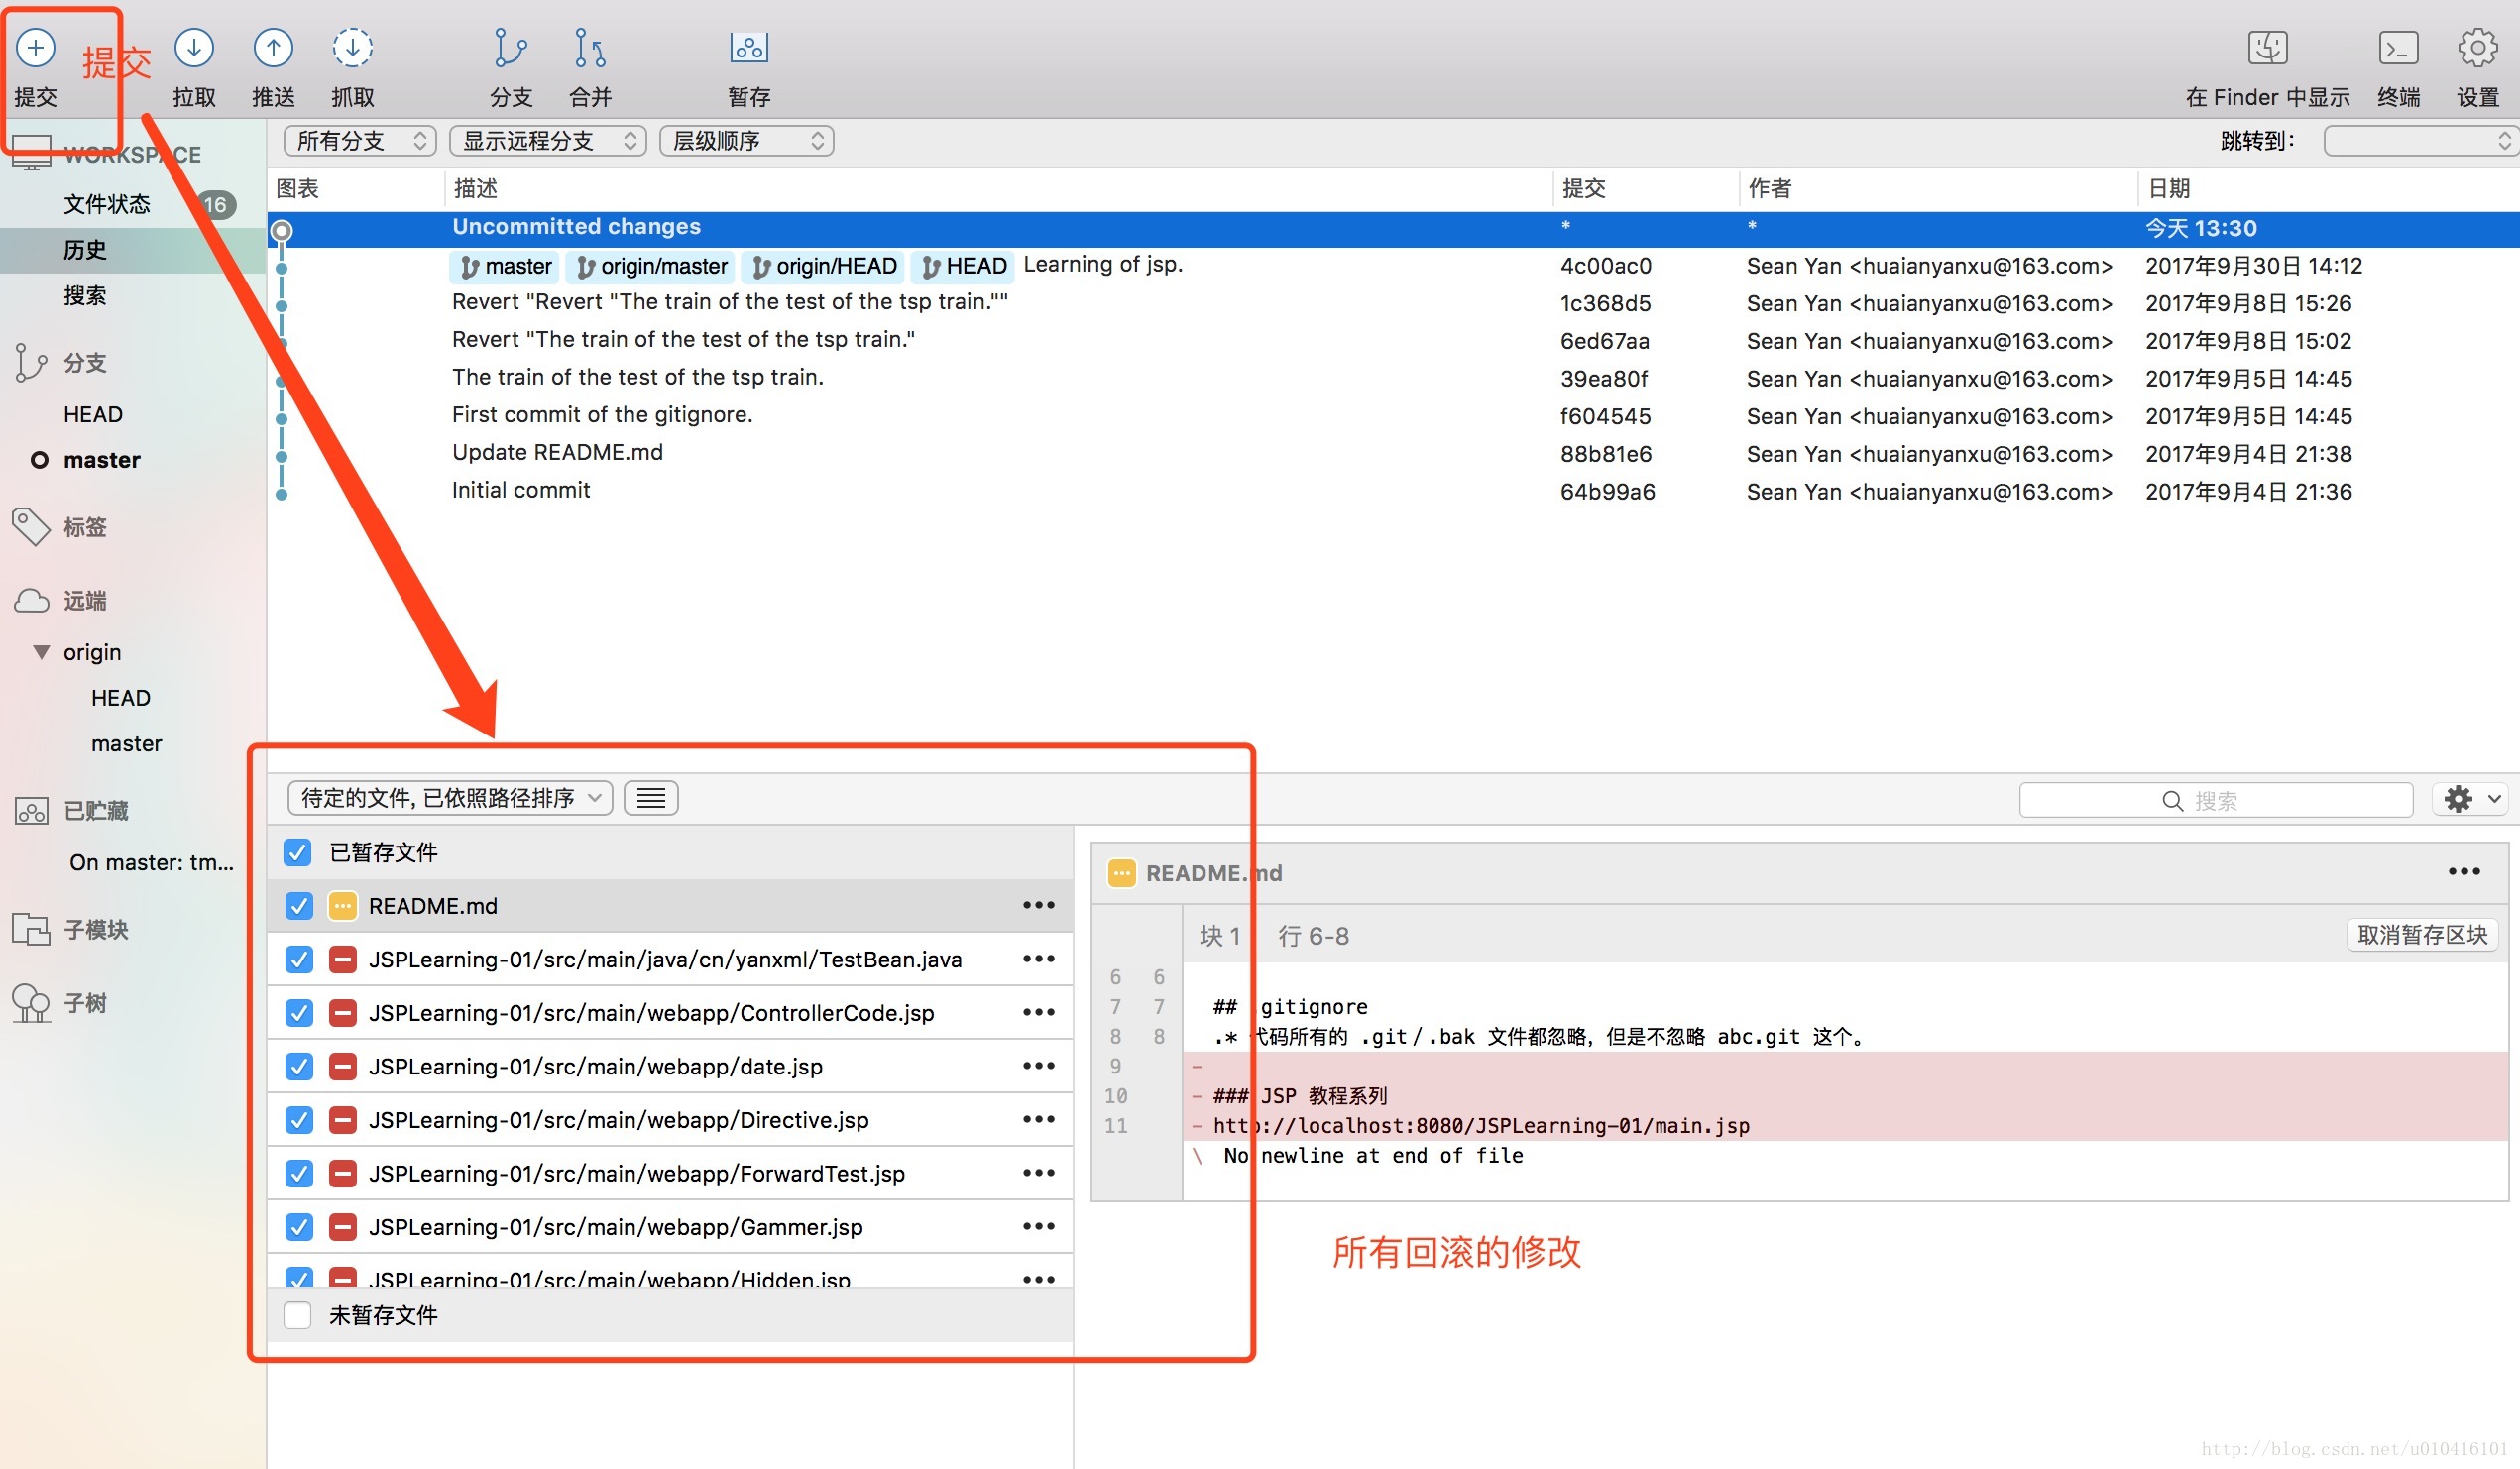 提交
提交
拉取
推送
抓取
分支
合并
暂存
在 Finder 中显示
终端
设置
WORKSPACE
文件状态 16
历史
搜索
分支
HEAD
master
标签
远端
origin
HEAD
master
已贮藏
On master: tm...
子模块
子树
所有分支 显示远程分支 层级顺序 跳转到：
图表 描述 提交 作者 日期
Uncommitted changes * * 今天 13:30
master origin/master origin/HEAD HEAD Learning of jsp. 4c00ac0 Sean Yan <huaianyanxu@163.com> 2017年9月30日 14:12
Revert "Revert "The train of the test of the tsp train."" 1c368d5 Sean Yan <huaianyanxu@163.com> 2017年9月8日 15:26
Revert "The train of the test of the tsp train." 6ed67aa Sean Yan <huaianyanxu@163.com> 2017年9月8日 15:02
The train of the test of the tsp train. 39ea80f Sean Yan <huaianyanxu@163.com> 2017年9月5日 14:45
First commit of the gitignore. f604545 Sean Yan <huaianyanxu@163.com> 2017年9月5日 14:45
Update README.md 88b81e6 Sean Yan <huaianyanxu@163.com> 2017年9月4日 21:38
Initial commit 64b99a6 Sean Yan <huaianyanxu@163.com> 2017年9月4日 21:36
待定的文件, 已依照路径排序
搜索
已暂存文件
README.md
JSPLearning-01/src/main/java/cn/yanxml/TestBean.java
JSPLearning-01/src/main/webapp/ControllerCode.jsp
JSPLearning-01/src/main/webapp/date.jsp
JSPLearning-01/src/main/webapp/Directive.jsp
JSPLearning-01/src/main/webapp/ForwardTest.jsp
JSPLearning-01/src/main/webapp/Gammer.jsp
JSPLearning-01/src/main/webapp/Hidden.jsp
未暂存文件
README.md
块 1 行 6-8 取消暂存区块
6 6
7 7 ## .gitignore
8 8 .* 代码所有的 .git/.bak 文件都忽略，但是不忽略 abc.git 这个。
9 -
10 - ### JSP 教程系列
11 - http://localhost:8080/JSPLearning-01/main.jsp
\ No newline at end of file
所有回滚的修改
http://blog.csdn.net/u010416101